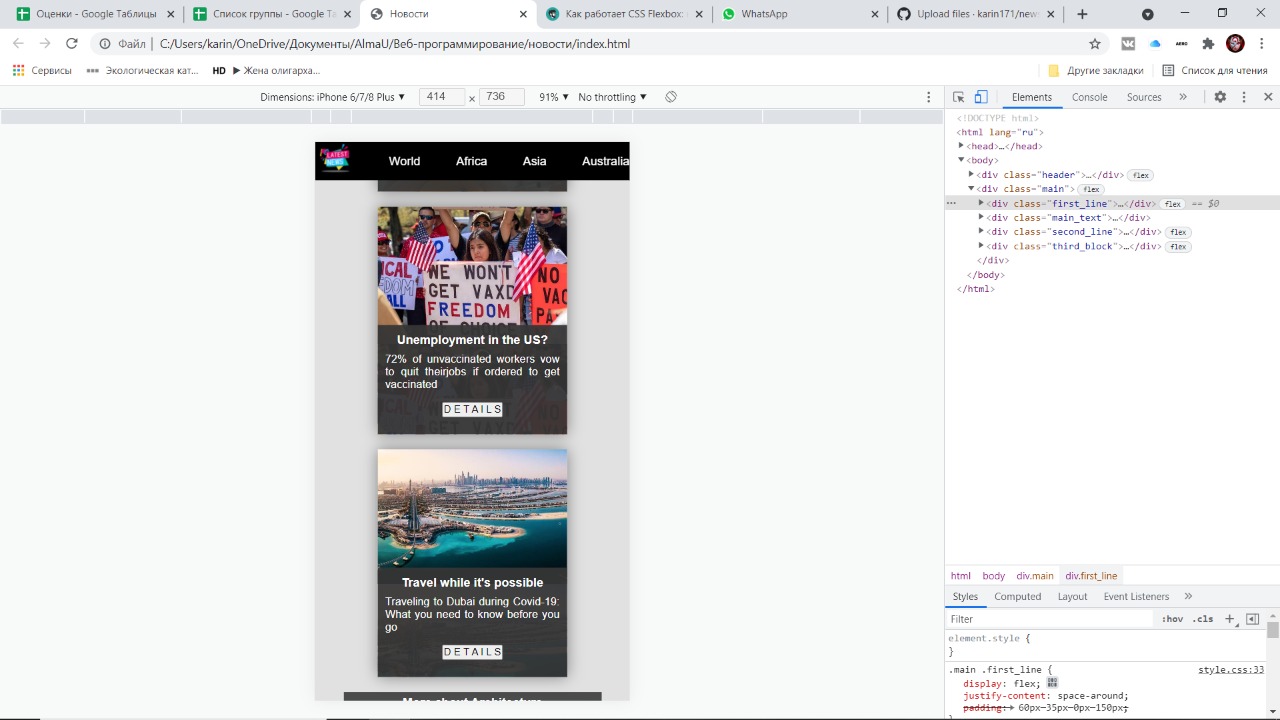 Оценки - Google Таблицы
Список группы - Google Та
Новости
Как работает CSS Flexbox:
WhatsApp
Upload files · karin171/new
Файл | C:/Users/karin/OneDrive/Документы/AlmaU/Веб-программирование/новости/index.html
Сервисы
Экологическая кат...
HD ▶ Жена олигарха...
Другие закладки
Список для чтения
Dimensions: iPhone 6/7/8 Plus ▼ 414 × 736 91% ▼ No throttling ▼
Elements Console Sources »
LATEST NEWS
World Africa Asia Australia
WE WON'T
GET VAXD
FREEDOM
OF CHOICE
NO
Unemployment in the US?
72% of unvaccinated workers vow
to quit theirjobs if ordered to get
vaccinated
DETAILS
Travel while it's possible
Traveling to Dubai during Covid-19:
What you need to know before you
go
DETAILS
More about Architecture
<!DOCTYPE html>
<html lang="ru">
▶<head>…</head>
▼<body>
▶<div class="header">…</div> flex
▼<div class="main"> flex
… ▶<div class="first_line">…</div> flex == $0
▶<div class="main_text">…</div>
▶<div class="second_line">…</div> flex
▶<div class="third_block">…</div> flex
</div>
</body>
</html>
html body div.main div.first_line
Styles Computed Layout Event Listeners »
Filter :hov .cls +
element.style {
}
.main .first_line { style.css:33
display: flex;
justify-content: space-around;
padding:▶ 60px 35px 0px 150px;